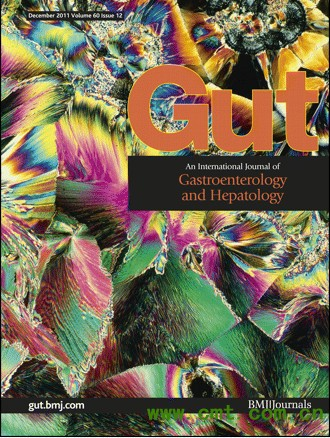 December 2011 Volume 60 Issue 12
Gut
An International Journal of
Gastroenterology
and Hepatology
gut.bmj.com
BMJ|Journals